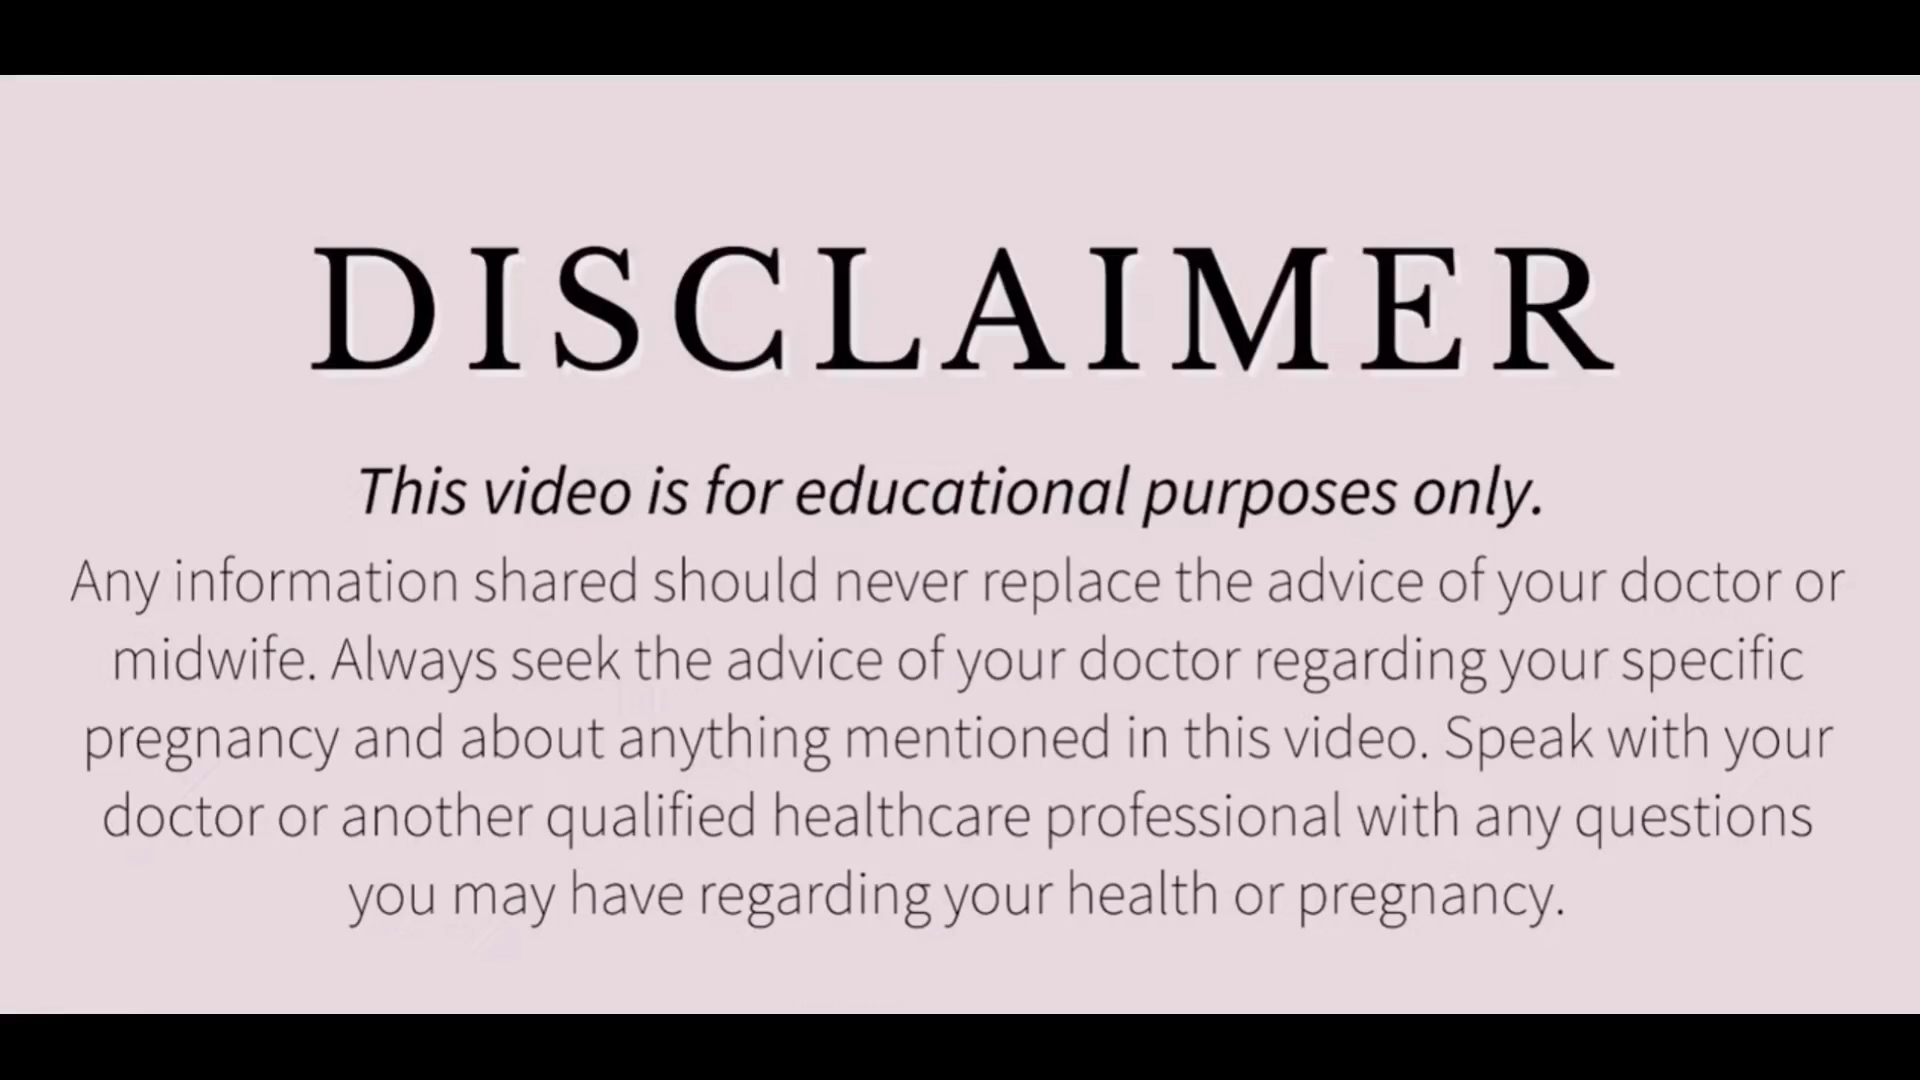 DISCLAIMER
This video is for educational purposes only.
Any information shared should never replace the advice of your doctor or
midwife. Always seek the advice of your doctor regarding your specific
pregnancy and about anything mentioned in this video. Speak with your
doctor or another qualified healthcare professional with any questions
you may have regarding your health or pregnancy.